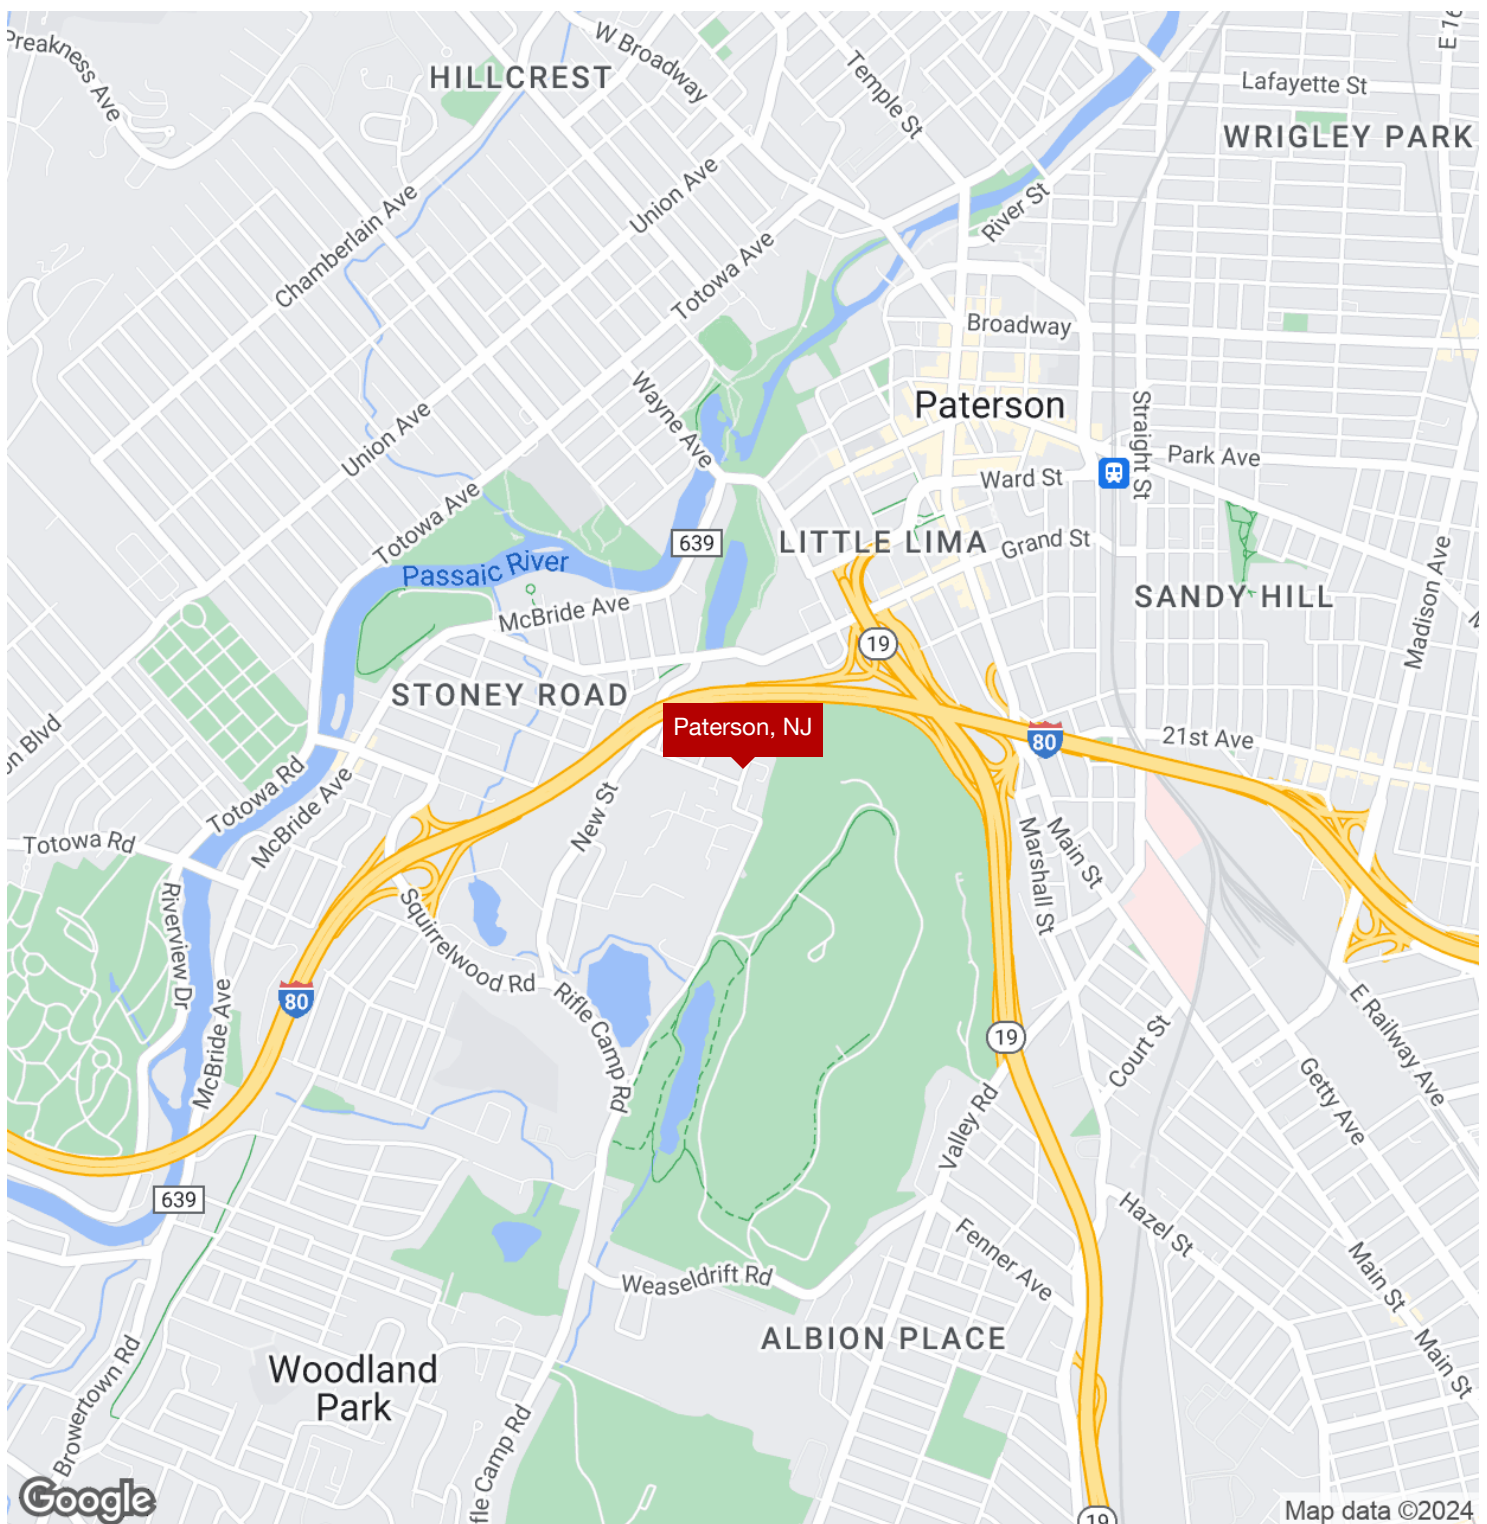 Preakness Ave
HILLCREST
W Broadway
Temple St
Lafayette St
WRIGLEY PARK
Chamberlain Ave
Union Ave
Totowa Ave
River St
Broadway
Wayne Ave
Paterson
Straight St
Union Ave
Park Ave
Ward St
Totowa Ave
639
LITTLE LIMA
Grand St
Passaic River
McBride Ave
SANDY HILL
Madison Ave
19
STONEY ROAD
Paterson, NJ
80
21st Ave
on Blvd
Totowa Rd
McBride Ave
New St
Totowa Rd
Main St
Marshall St
Riverview Dr
Squirrelwood Rd
80
McBride Ave
Rifle Camp Rd
19
E Railway Ave
Court St
Getty Ave
Valley Rd
639
Hazel St
Fenner Ave
Weaseldrift Rd
Main St
ALBION PLACE
Woodland
Park
Main St
Browertown Rd
fle Camp Rd
Google
19
Map data ©2024